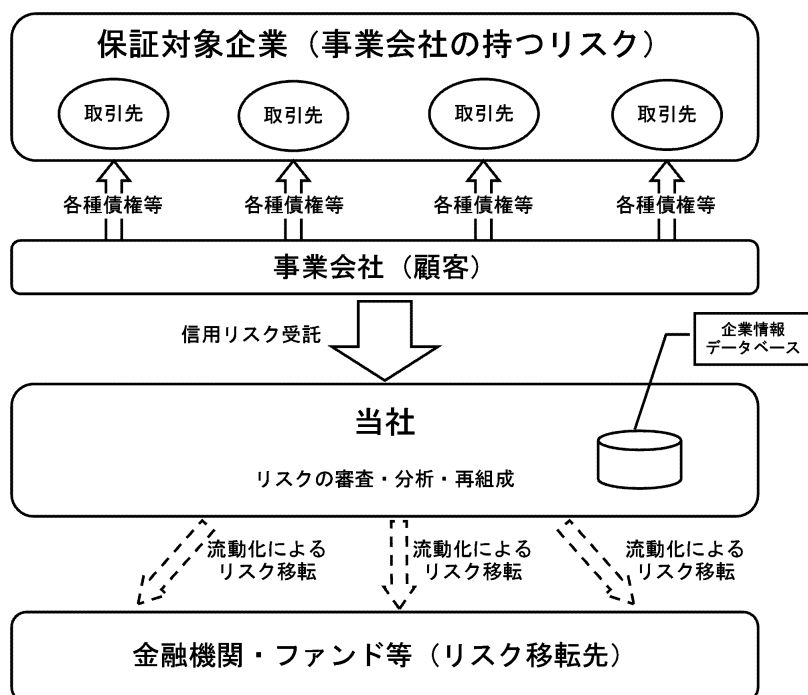 保証対象企業（事業会社の持つリスク）
取引先
取引先
取引先
取引先
各種債権等
各種債権等
各種債権等
各種債権等
事業会社（顧客）
信用リスク受託
企業情報
データベース
当社
リスクの審査・分析・再組成
流動化による
リスク移転
流動化による
リスク移転
流動化による
リスク移転
金融機関・ファンド等（リスク移転先）